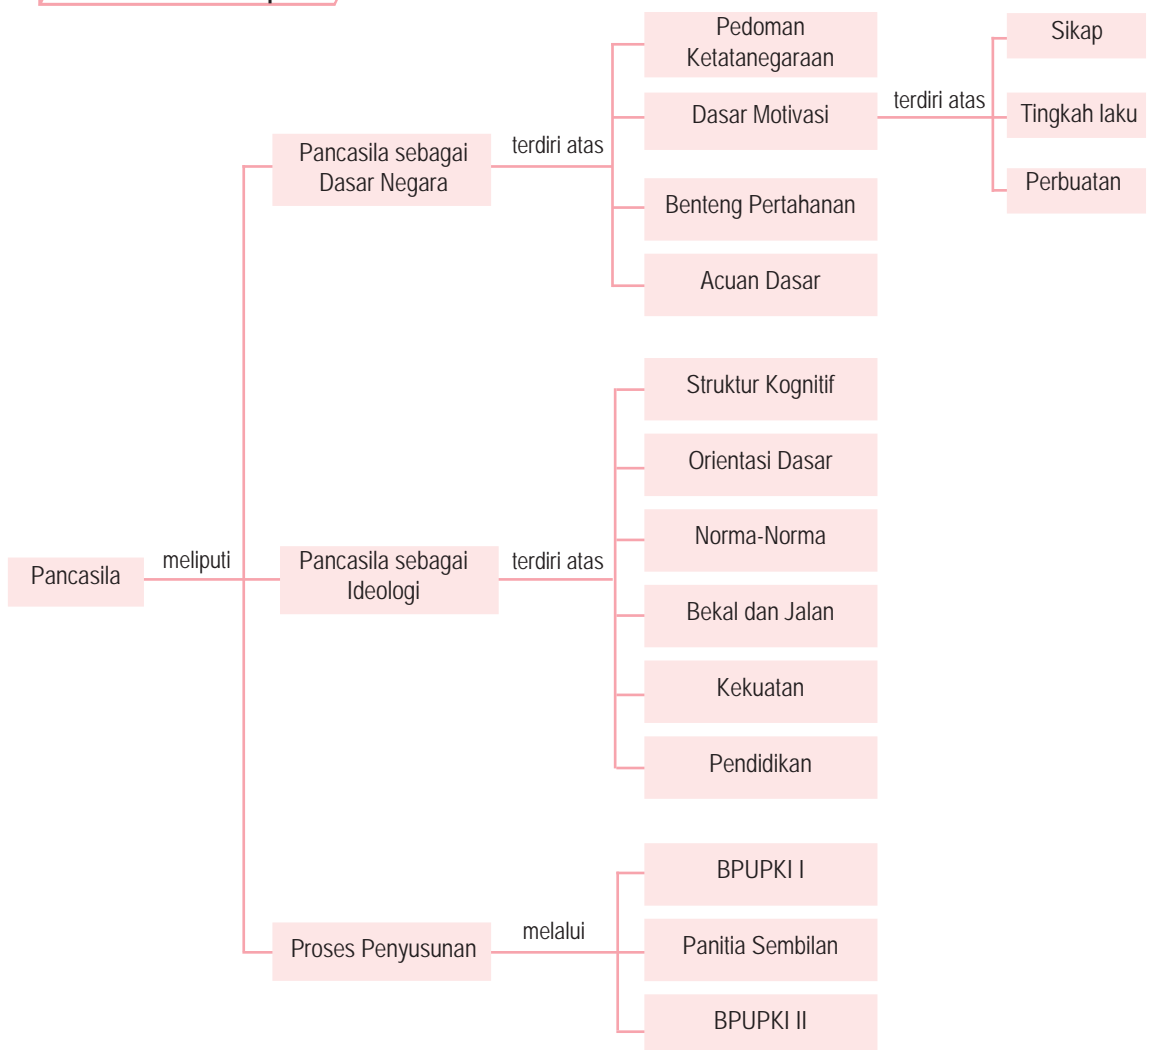 Pancasila
meliputi
Pancasila sebagai
Dasar Negara
terdiri atas
Pedoman
Ketatanegaraan
Dasar Motivasi
terdiri atas
Sikap
Tingkah laku
Perbuatan
Benteng Pertahanan
Acuan Dasar
Pancasila sebagai
Ideologi
terdiri atas
Struktur Kognitif
Orientasi Dasar
Norma-Norma
Bekal dan Jalan
Kekuatan
Pendidikan
Proses Penyusunan
melalui
BPUPKI I
Panitia Sembilan
BPUPKI II